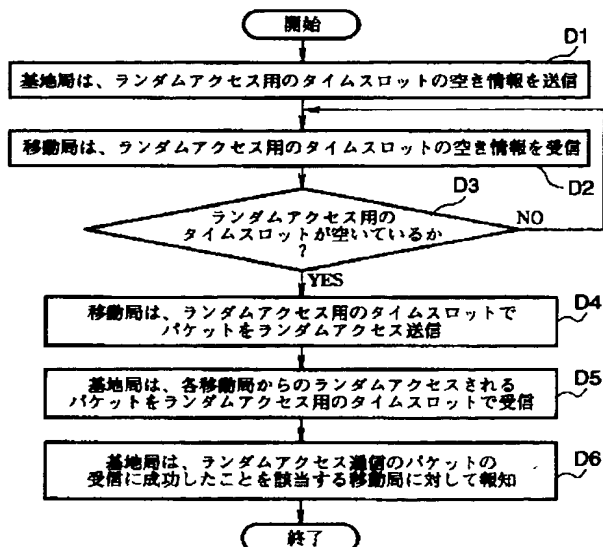 開始
D1
基地局は、ランダムアクセス用のタイムスロットの空き情報を送信
移動局は、ランダムアクセス用のタイムスロットの空き情報を受信
D2
D3
ランダムアクセス用の
タイムスロットが空いているか
?
NO
YES
移動局は、ランダムアクセス用のタイムスロットで
パケットをランダムアクセス送信
D4
基地局は、各移動局からのランダムアクセスされる
パケットをランダムアクセス用のタイムスロットで受信
D5
基地局は、ランダムアクセス通信のパケットの
受信に成功したことを該当する移動局に対して報知
D6
終了